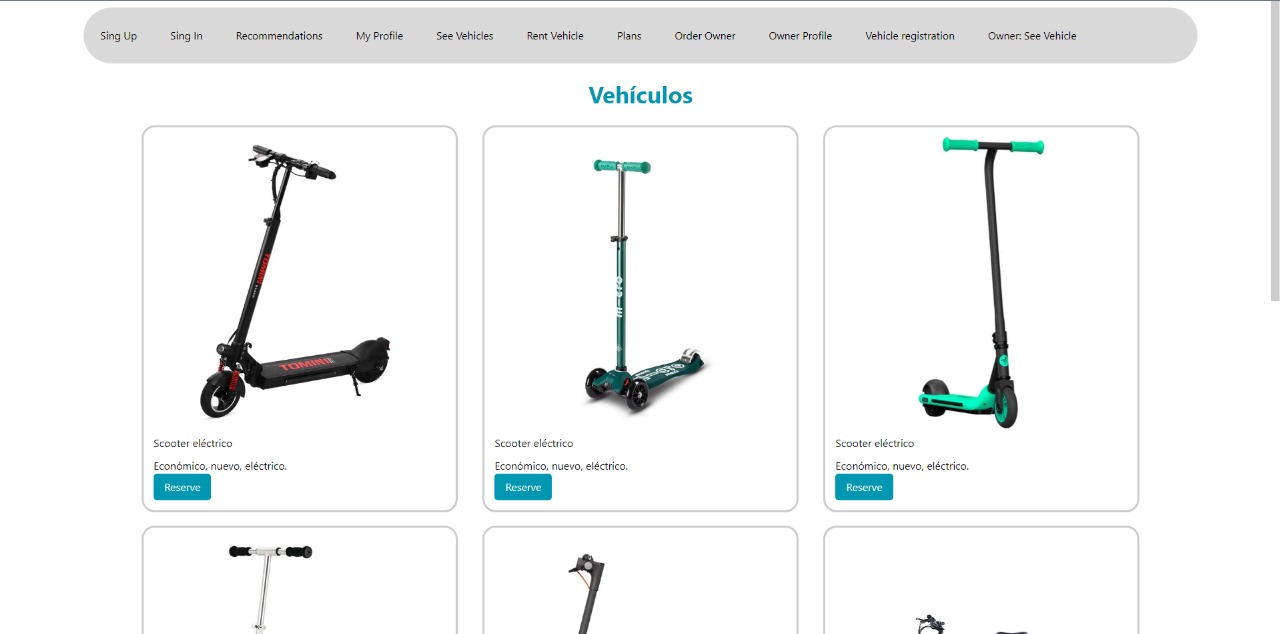 Sing Up Sing In Recommendations My Profile See Vehicles Rent Vehicle Plans Order Owner Owner Profile Vehicle registration Owner: See Vehicle
Vehículos
TOMINI
Scooter eléctrico
Económico, nuevo, eléctrico.
Reserve
micro
Scooter eléctrico
Económico, nuevo, eléctrico.
Reserve
Scooter eléctrico
Económico, nuevo, eléctrico.
Reserve